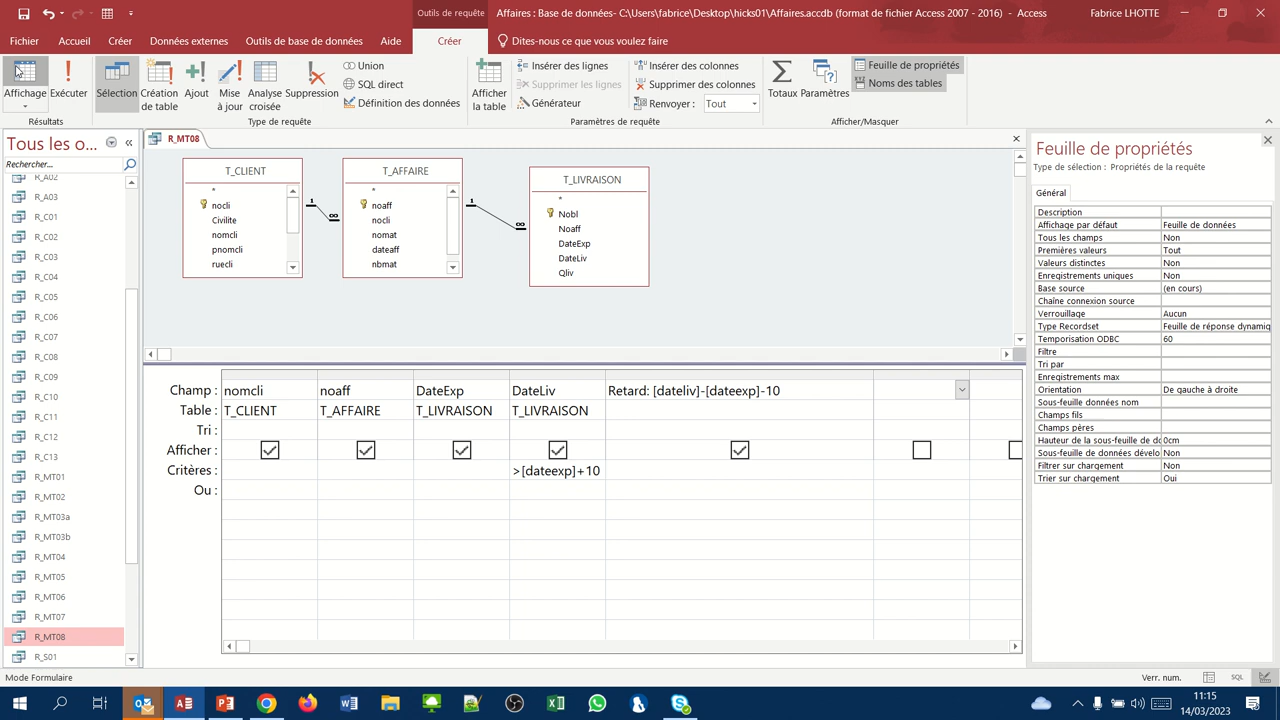 Outils de requête
Affaires : Base de données- C:\Users\fabrice\Desktop\hicks01\Affaires.accdb (format de fichier Access 2007 - 2016) - Access
Fabrice LHOTTE
Fichier
Accueil
Créer
Données externes
Outils de base de données
Aide
Créer
Dites-nous ce que vous voulez faire
Affichage
Exécuter
Résultats
Sélection
Création de table
Ajout
Mise à jour
Analyse croisée
Suppression
Union
SQL direct
Définition des données
Type de requête
Afficher la table
Insérer des lignes
Supprimer les lignes
Générateur
Insérer des colonnes
Supprimer des colonnes
Renvoyer : Tout
Paramètres de requête
Totaux
Paramètres
Feuille de propriétés
Noms des tables
Afficher/Masquer
Tous les o...
Rechercher...
R_A02
R_A03
R_C01
R_C02
R_C03
R_C04
R_C05
R_C06
R_C07
R_C08
R_C09
R_C10
R_C11
R_C12
R_C13
R_MT01
R_MT02
R_MT03a
R_MT03b
R_MT04
R_MT05
R_MT06
R_MT07
R_MT08
R_S01
R_MT08
T_CLIENT
*
nocli
Civilite
nomcli
pnomcli
ruecli
1
∞
T_AFFAIRE
*
noaff
nocli
nomat
dateaff
nbmat
1
∞
T_LIVRAISON
*
Nobl
Noaff
DateExp
DateLiv
Qliv
Champ : nomcli noaff DateExp DateLiv Retard: [dateliv]-[dateexp]-10
Table : T_CLIENT T_AFFAIRE T_LIVRAISON T_LIVRAISON
Tri :
Afficher :
Critères : >[dateexp]+10
Ou :
Feuille de propriétés
Type de sélection : Propriétés de la requête
Général
Description
Affichage par défaut Feuille de données
Tous les champs Non
Premières valeurs Tout
Valeurs distinctes Non
Enregistrements uniques Non
Base source (en cours)
Chaîne connexion source
Verrouillage Aucun
Type Recordset Feuille de réponse dynamiq
Temporisation ODBC 60
Filtre
Tri par
Enregistrements max
Orientation De gauche à droite
Sous-feuille données nom
Champs fils
Champs pères
Hauteur de la sous-feuille de do 0cm
Sous-feuille de données dévelo Non
Filtrer sur chargement Non
Trier sur chargement Oui
Mode Formulaire
Verr. num.
SQL
11:15
14/03/2023